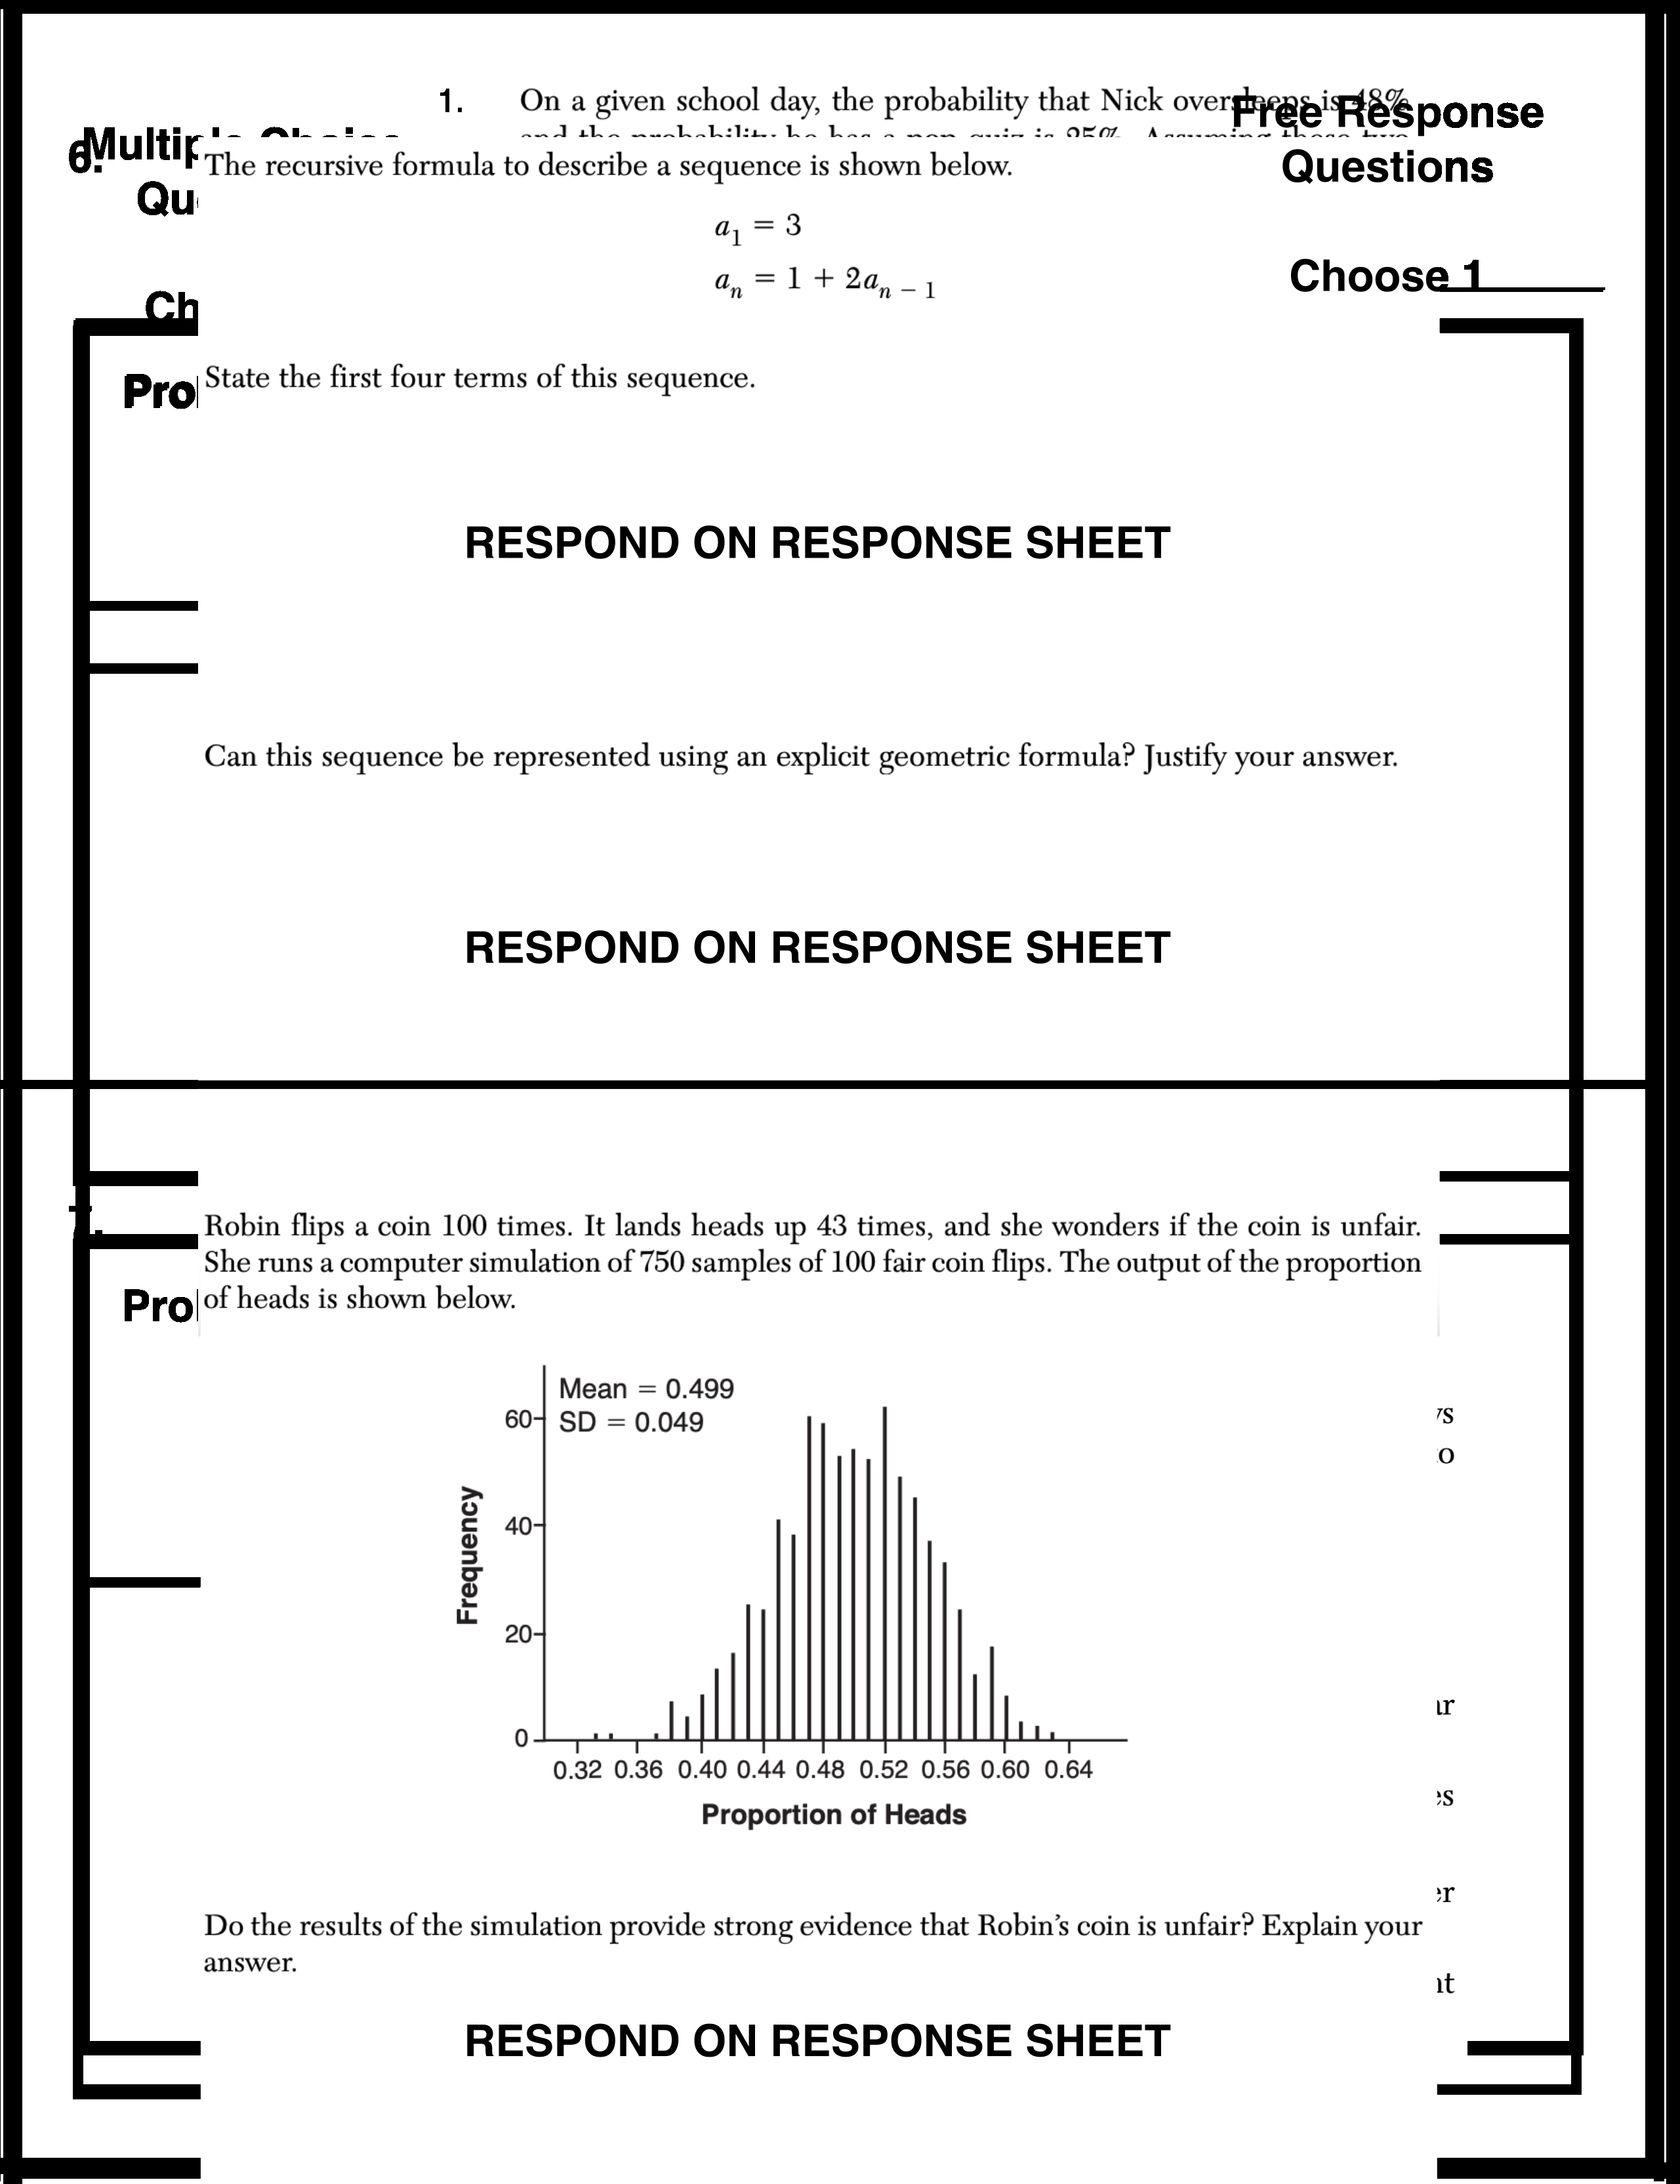 1. On a given school day, the probability that Nick oversleeps is 48%
Free Response
Questions
Choose 1
6.
The recursive formula to describe a sequence is shown below.
a₁ = 3
aₙ = 1 + 2aₙ ₋ ₁
State the first four terms of this sequence.
RESPOND ON RESPONSE SHEET
Can this sequence be represented using an explicit geometric formula? Justify your answer.
RESPOND ON RESPONSE SHEET
Robin flips a coin 100 times. It lands heads up 43 times, and she wonders if the coin is unfair.
She runs a computer simulation of 750 samples of 100 fair coin flips. The output of the proportion
of heads is shown below.
Mean = 0.499
SD = 0.049
Frequency
60
40
20
0
0.32 0.36 0.40 0.44 0.48 0.52 0.56 0.60 0.64
Proportion of Heads
Do the results of the simulation provide strong evidence that Robin's coin is unfair? Explain your
answer.
RESPOND ON RESPONSE SHEET